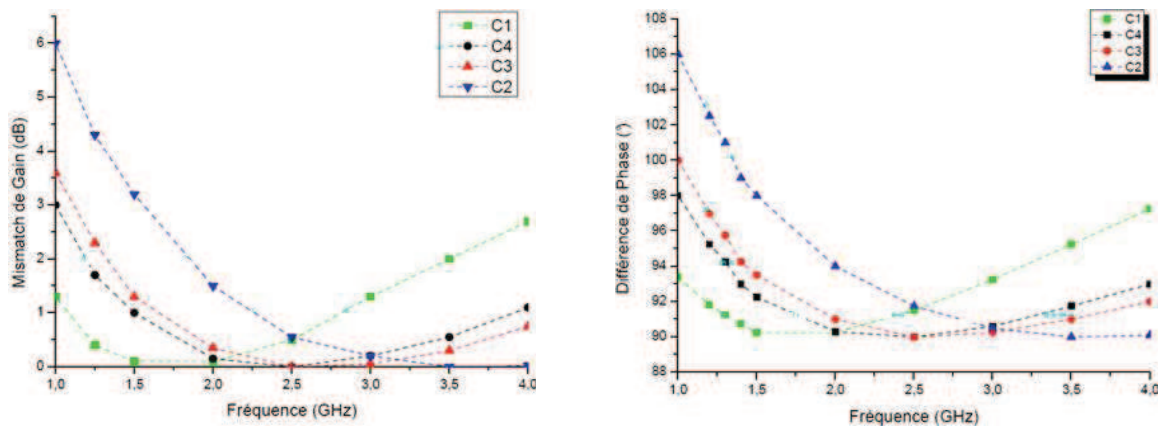 6
5
4
3
2
1
0
1,0
1,5
2,0
2,5
3,0
3,5
4,0
Mismatch de Gain (dB)
Fréquence (GHz)
C1
C4
C3
C2
108
106
104
102
100
98
96
94
92
90
88
1,0
1,5
2,0
2,5
3,0
3,5
4,0
Différence de Phase (°)
Fréquence (GHz)
C1
C4
C3
C2